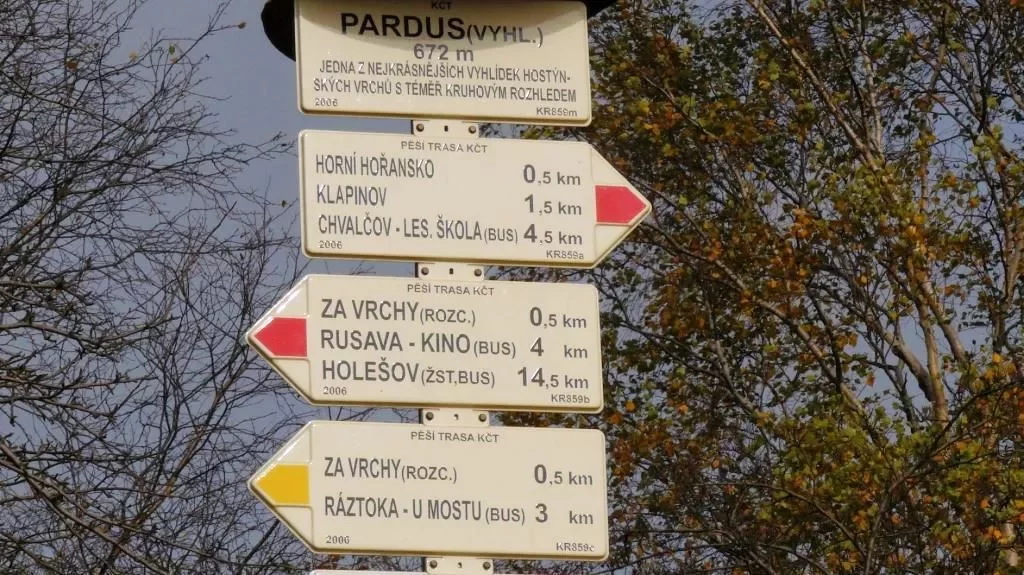 KČT
PARDUS(VYHL.)
672 m
JEDNA Z NEJKRÁSNĚJŠÍCH VYHLÍDEK HOSTÝN-
SKÝCH VRCHŮ S TÉMĚŘ KRUHOVÝM ROZHLEDEM
2006 KR859m
PĚŠÍ TRASA KČT
HORNÍ HOŘANSKO 0,5 km
KLAPINOV 1,5 km
CHVALČOV - LES. ŠKOLA(BUS) 4,5 km
2006 KR859a
PĚŠÍ TRASA KČT
ZA VRCHY(ROZC.) 0,5 km
RUSAVA - KINO(BUS) 4 km
HOLEŠOV(ŽST,BUS) 14,5 km
2006 KR859b
PĚŠÍ TRASA KČT
ZA VRCHY(ROZC.) 0,5 km
RÁZTOKA - U MOSTU(BUS) 3 km
2006 KR859c